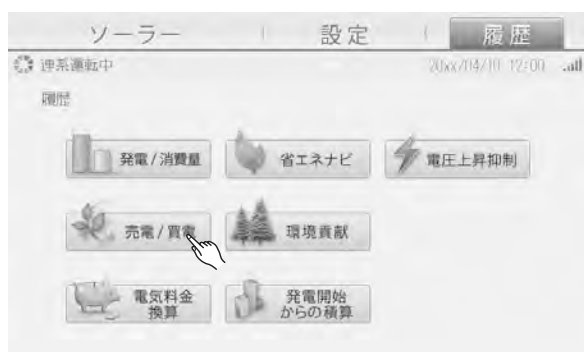 ソーラー 設定 履歴
連系運転中 20xx/04/10 12:00
履歴
発電/消費量 省エネナビ 電圧上昇抑制
売電/買電 環境貢献
電気料金 発電開始
換算 からの積算